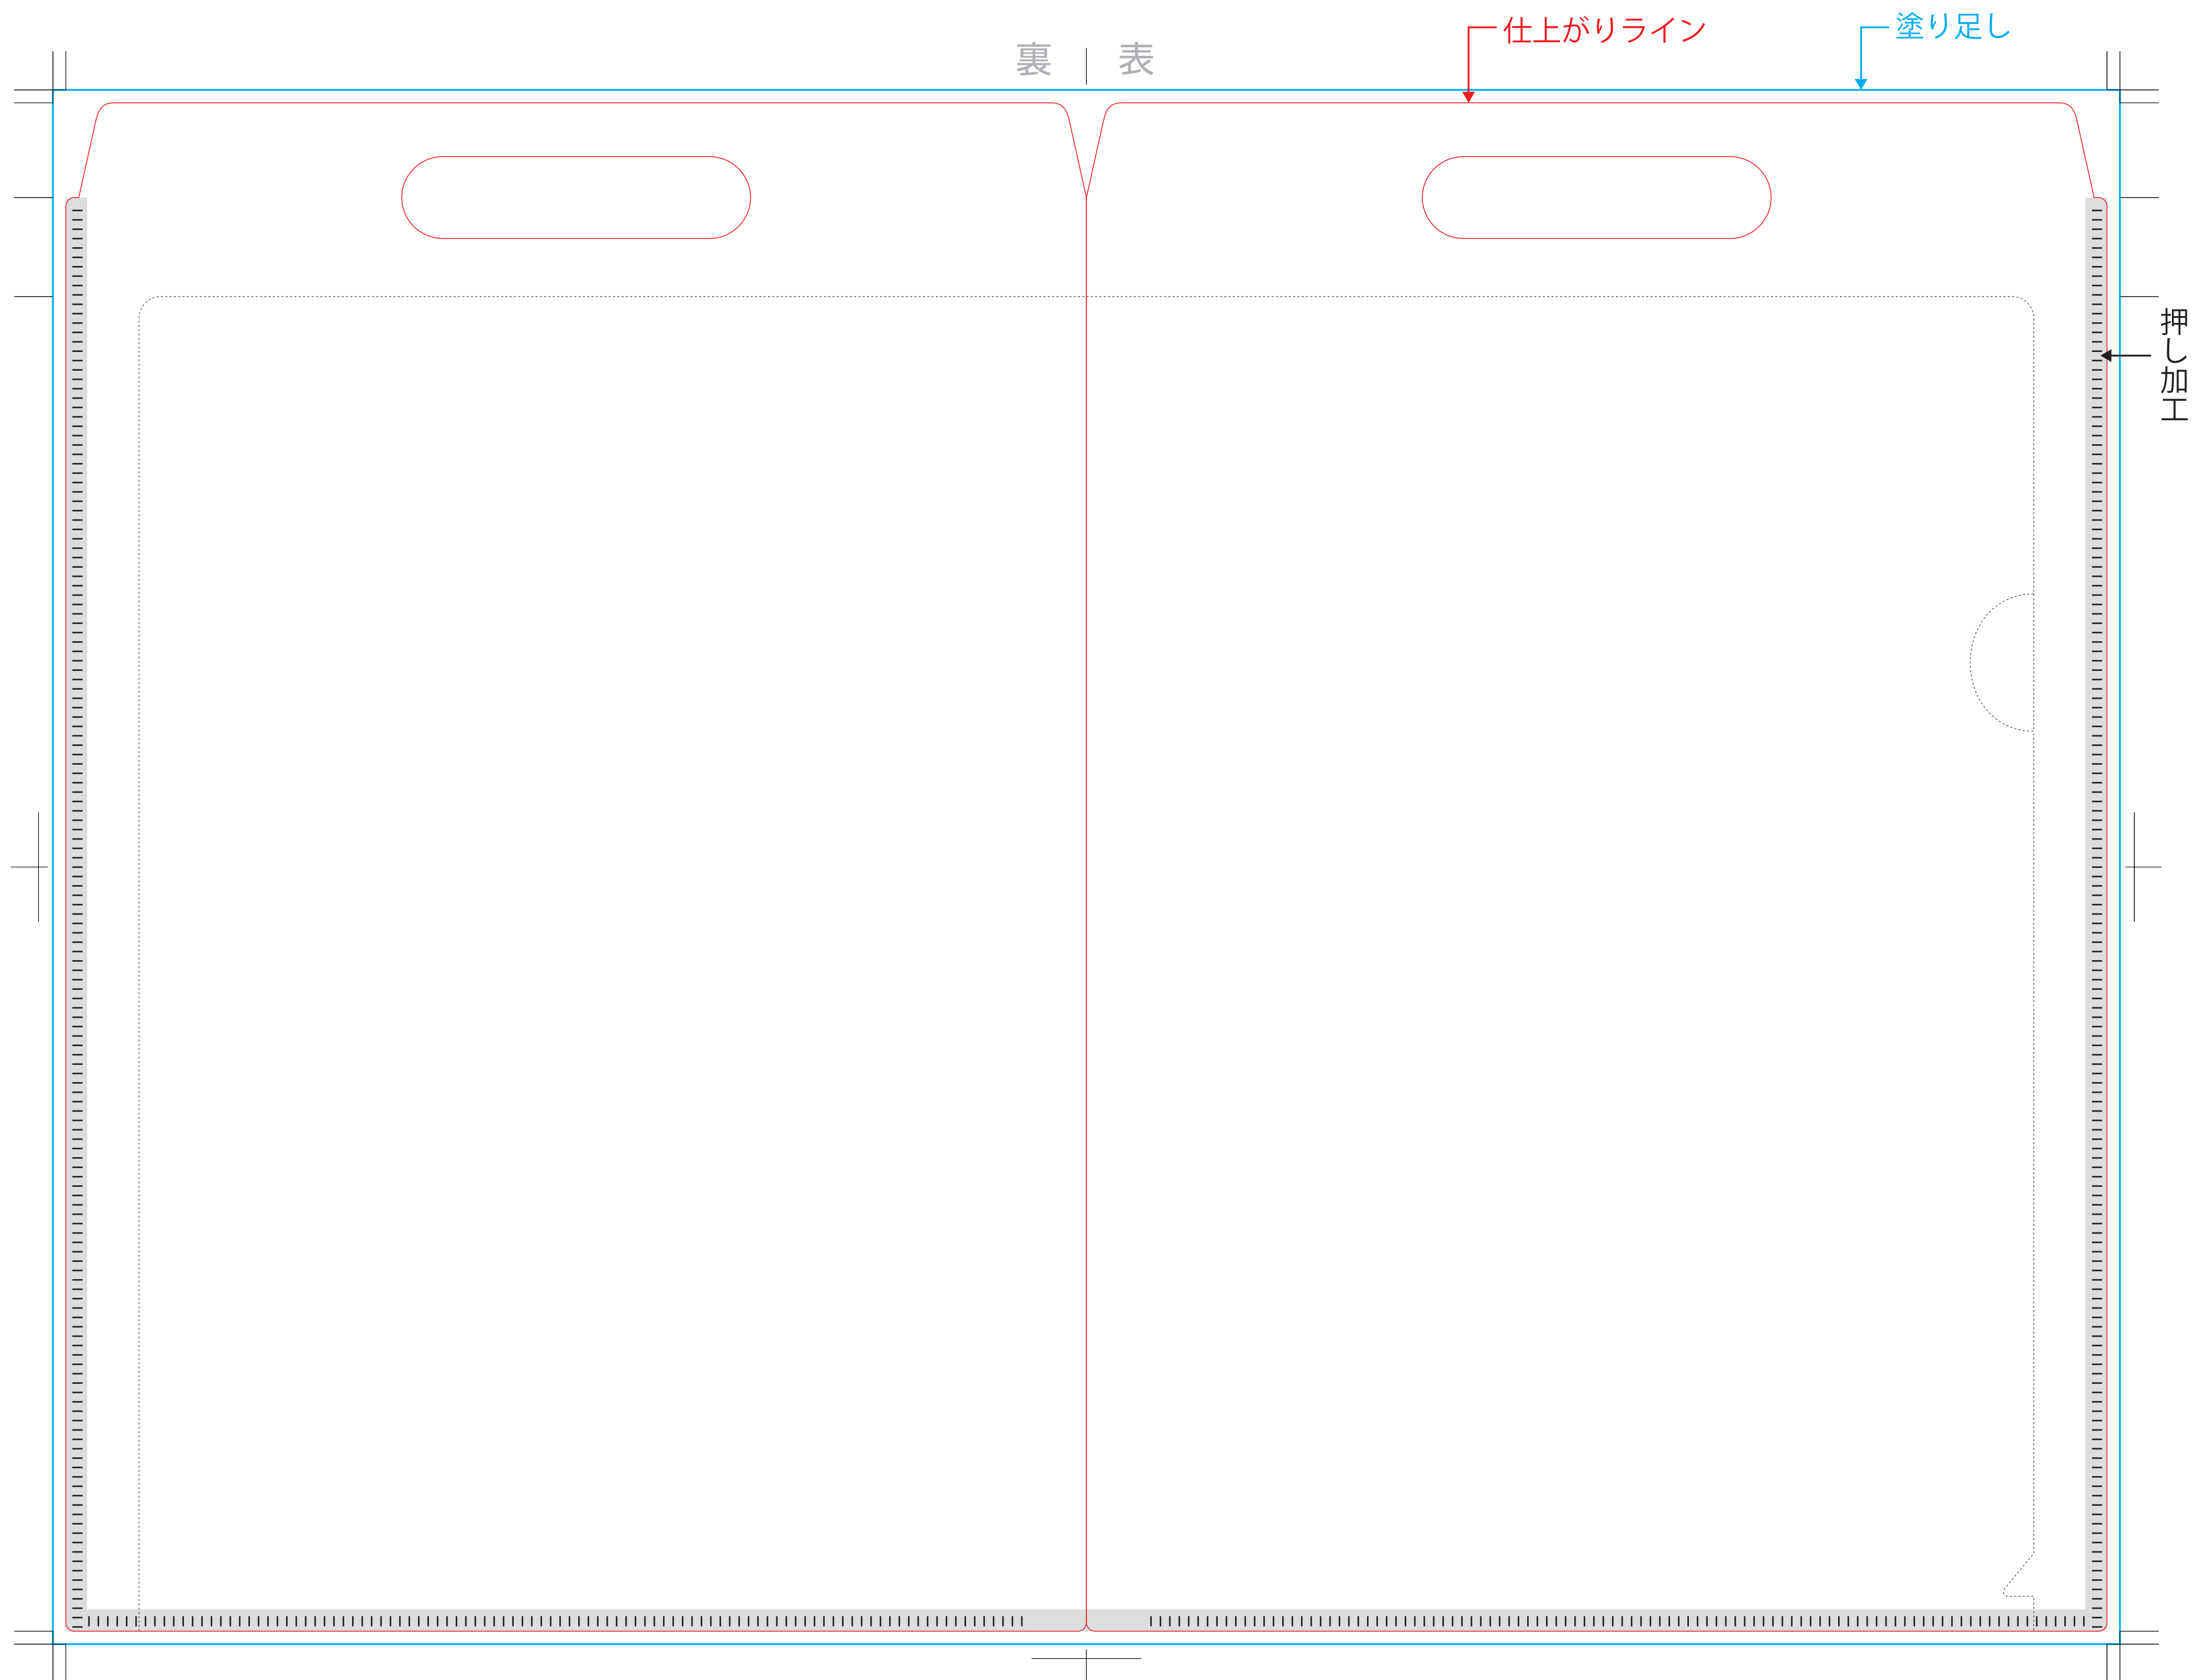 仕上がりライン
塗り足し
裏
表
押し加工